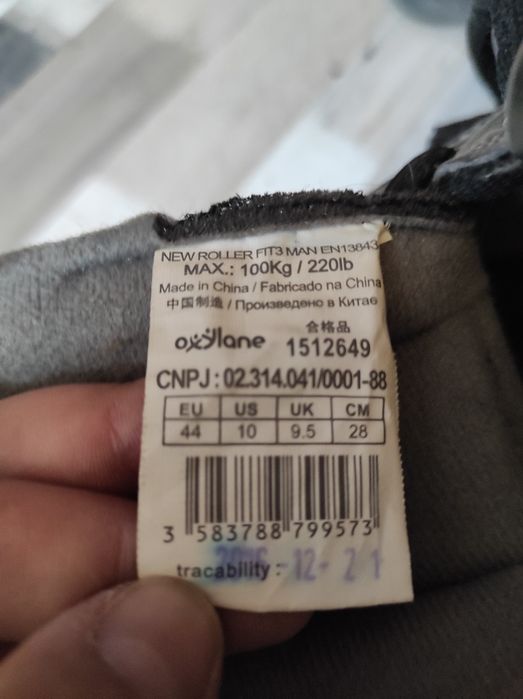 NEW ROLLER FIT3 MAN EN13843
MAX.: 100Kg / 220lb
Made in China / Fabricado na China
中国制造 / Произведено в Китае
oxylane
合格品
1512649
CNPJ : 02.314.041/0001-88
EU US UK CM
44 10 9.5 28
3 583788 799573
tracability : -12- 21